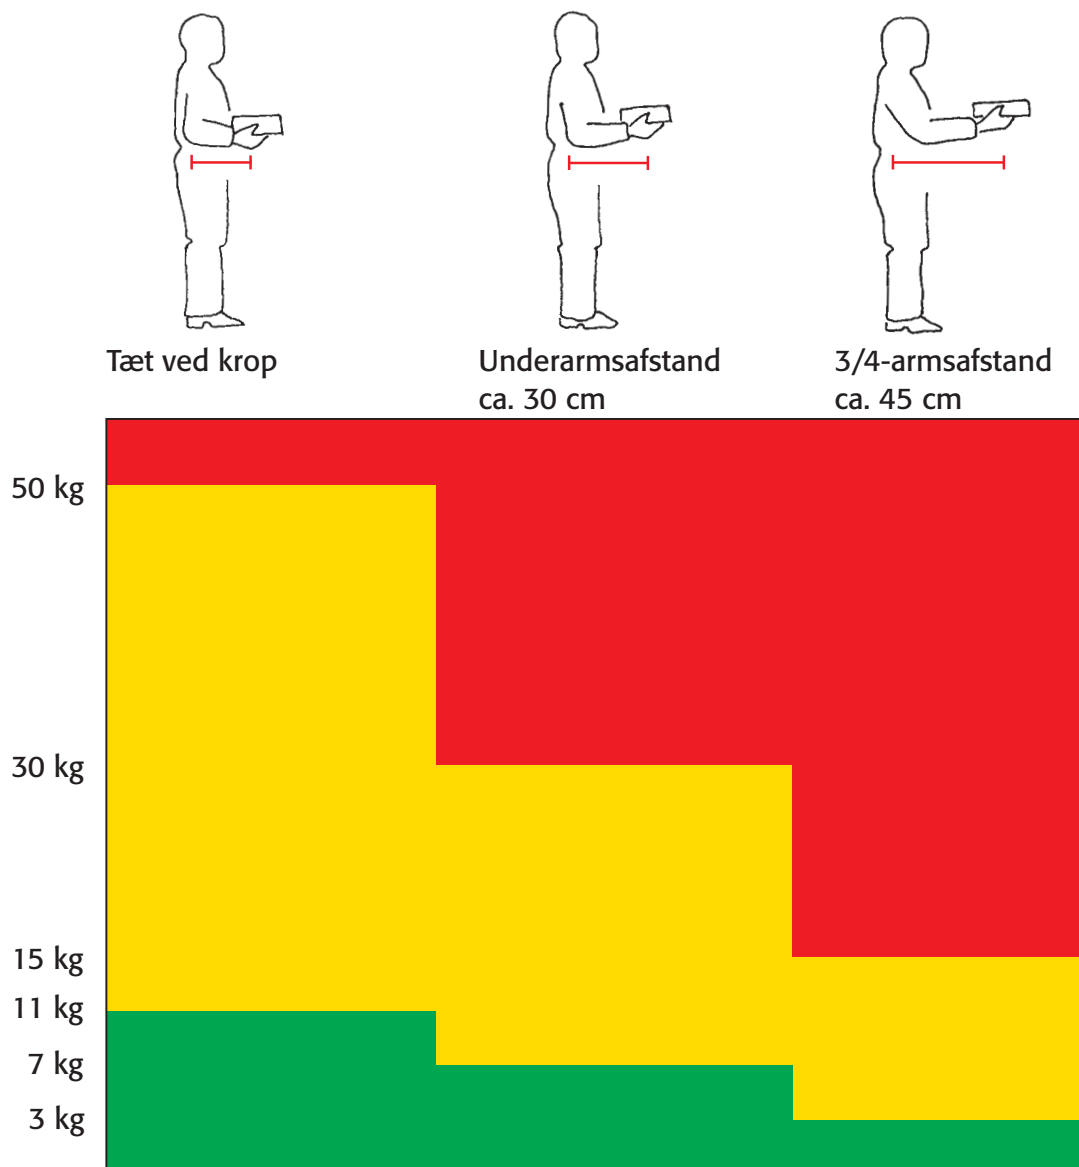 Tæt ved krop
Underarmsafstand
ca. 30 cm
3/4-armsafstand
ca. 45 cm
50 kg
30 kg
15 kg
11 kg
7 kg
3 kg